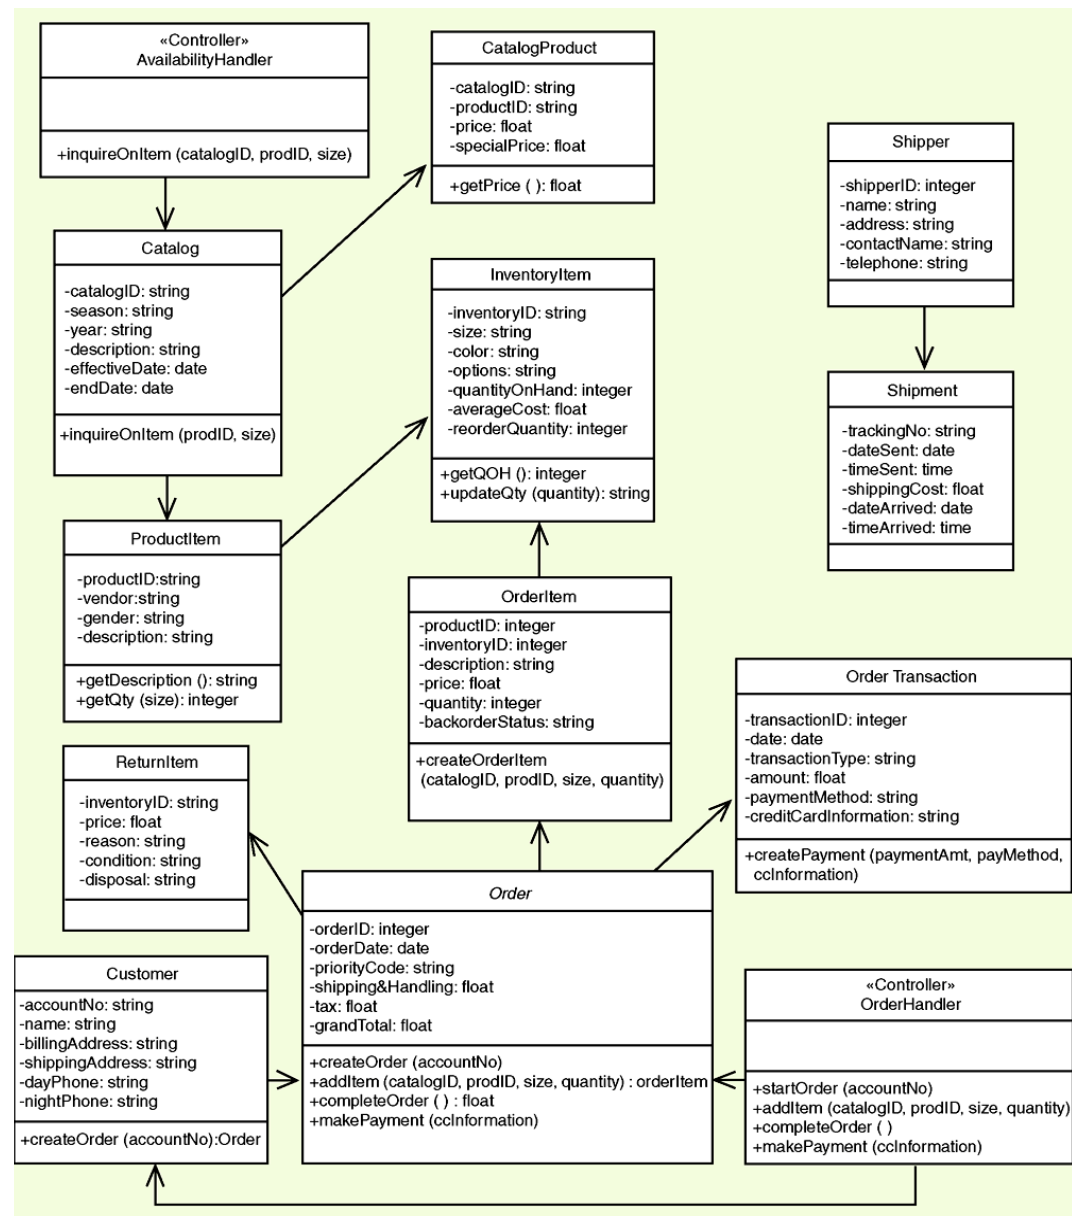 «Controller»
AvailabilityHandler
+inquireOnItem (catalogID, prodID, size)
CatalogProduct
-catalogID: string
-productID: string
-price: float
-specialPrice: float
+getPrice ( ): float
Shipper
-shipperID: integer
-name: string
-address: string
-contactName: string
-telephone: string
Catalog
-catalogID: string
-season: string
-year: string
-description: string
-effectiveDate: date
-endDate: date
+inquireOnItem (prodID, size)
InventoryItem
-inventoryID: string
-size: string
-color: string
-options: string
-quantityOnHand: integer
-averageCost: float
-reorderQuantity: integer
+getQOH (): integer
+updateQty (quantity): string
Shipment
-trackingNo: string
-dateSent: date
-timeSent: time
-shippingCost: float
-dateArrived: date
-timeArrived: time
ProductItem
-productID:string
-vendor:string
-gender: string
-description: string
+getDescription (): string
+getQty (size): integer
OrderItem
-productID: integer
-inventoryID: integer
-description: string
-price: float
-quantity: integer
-backorderStatus: string
+createOrderItem
(catalogID, prodID, size, quantity)
Order Transaction
-transactionID: integer
-date: date
-transactionType: string
-amount: float
-paymentMethod: string
-creditCardInformation: string
+createPayment (paymentAmt, payMethod,
ccInformation)
ReturnItem
-inventoryID: string
-price: float
-reason: string
-condition: string
-disposal: string
Order
-orderID: integer
-orderDate: date
-priorityCode: string
-shipping&Handling: float
-tax: float
-grandTotal: float
+createOrder (accountNo)
+addItem (catalogID, prodID, size, quantity) : orderItem
+completeOrder ( ) : float
+makePayment (ccInformation)
Customer
-accountNo: string
-name: string
-billingAddress: string
-shippingAddress: string
-dayPhone: string
-nightPhone: string
+createOrder (accountNo):Order
«Controller»
OrderHandler
+startOrder (accountNo)
+addItem (catalogID, prodID, size, quantity)
+completeOrder ( )
+makePayment (ccInformation)